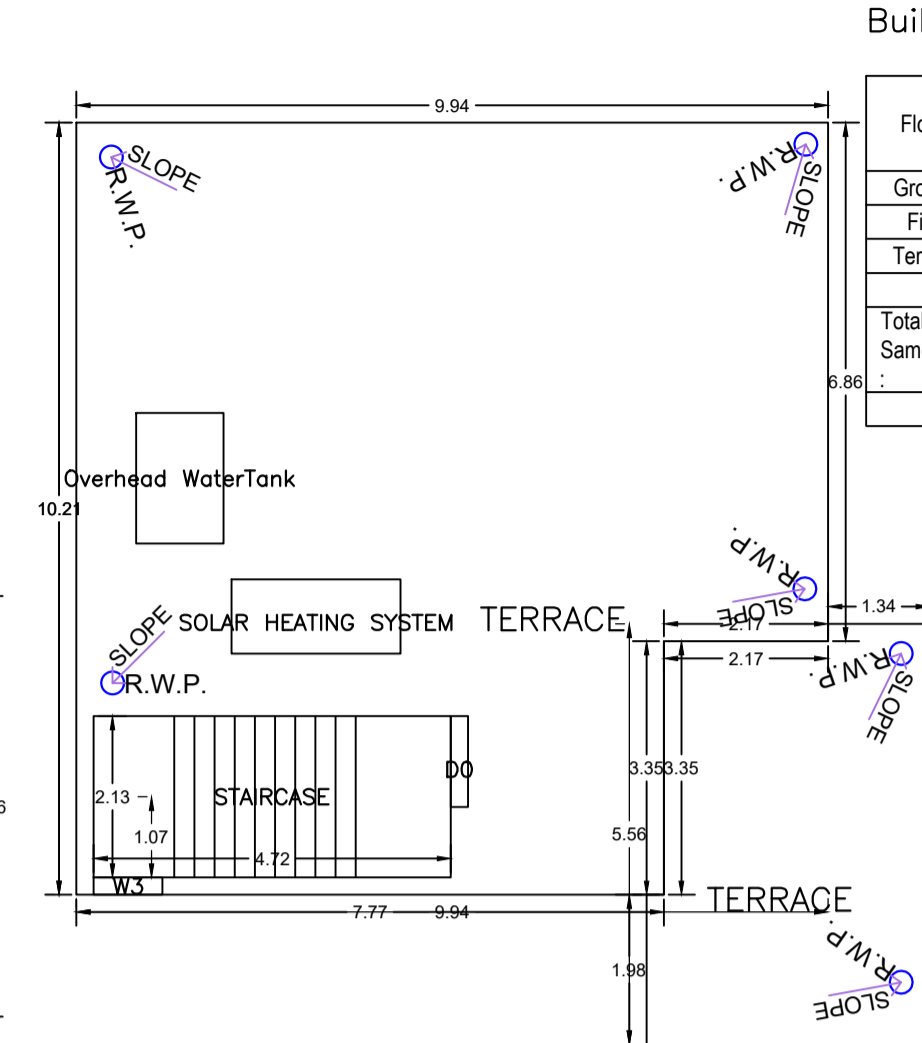 Buil
9.94
SLOPE
R.W.P.
R.W.P.
SLOPE
Flo
Gro
Fi
Ter
Total
Sam
:
6.86
Overhead WaterTank
10.21
R.W.P.
SLOPE
1.34
SLOPE
SOLAR HEATING SYSTEM
TERRACE
2.17
2.17
R.W.P.
R.W.P.
SLOPE
2.13
STAIRCASE
D0
3.35
3.35
1.07
5.56
4.72
W3
6
7.77
9.94
TERRACE
R.W.P.
SLOPE
1.98